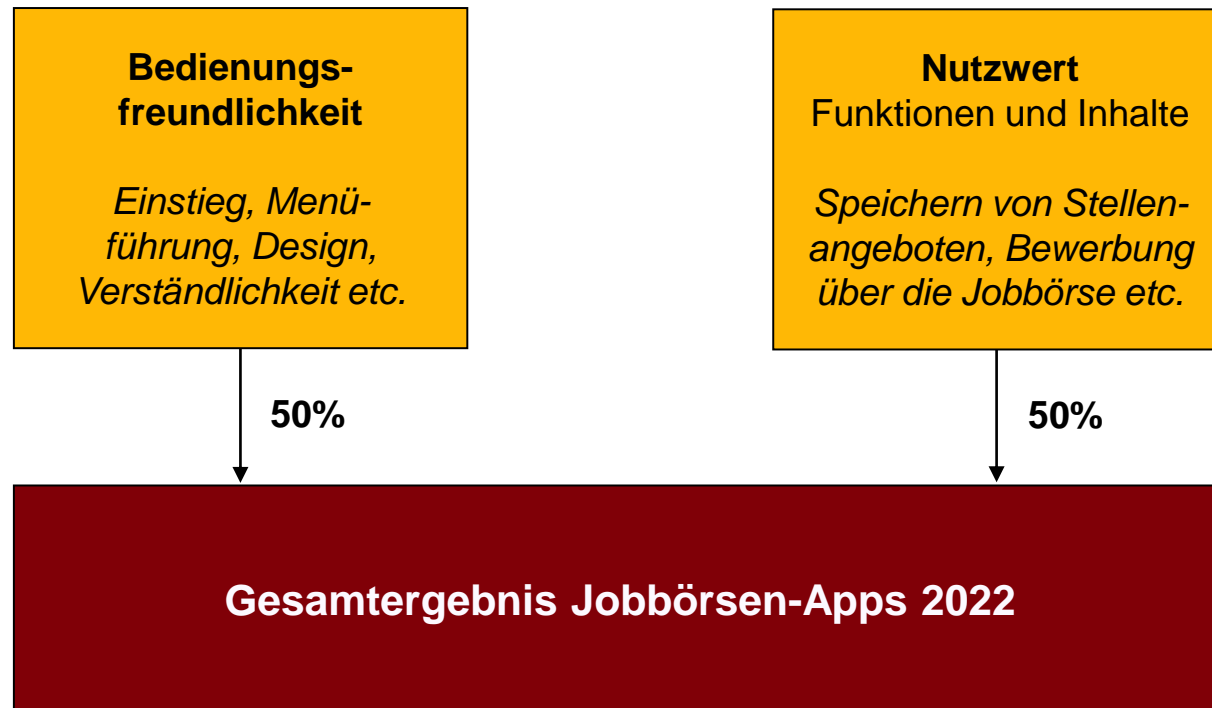 Bedienungs-
freundlichkeit
Einstieg, Menü-
führung, Design,
Verständlichkeit etc.
Nutzwert
Funktionen und Inhalte
Speichern von Stellen-
angeboten, Bewerbung
über die Jobbörse etc.
50%
50%
Gesamtergebnis Jobbörsen-Apps 2022